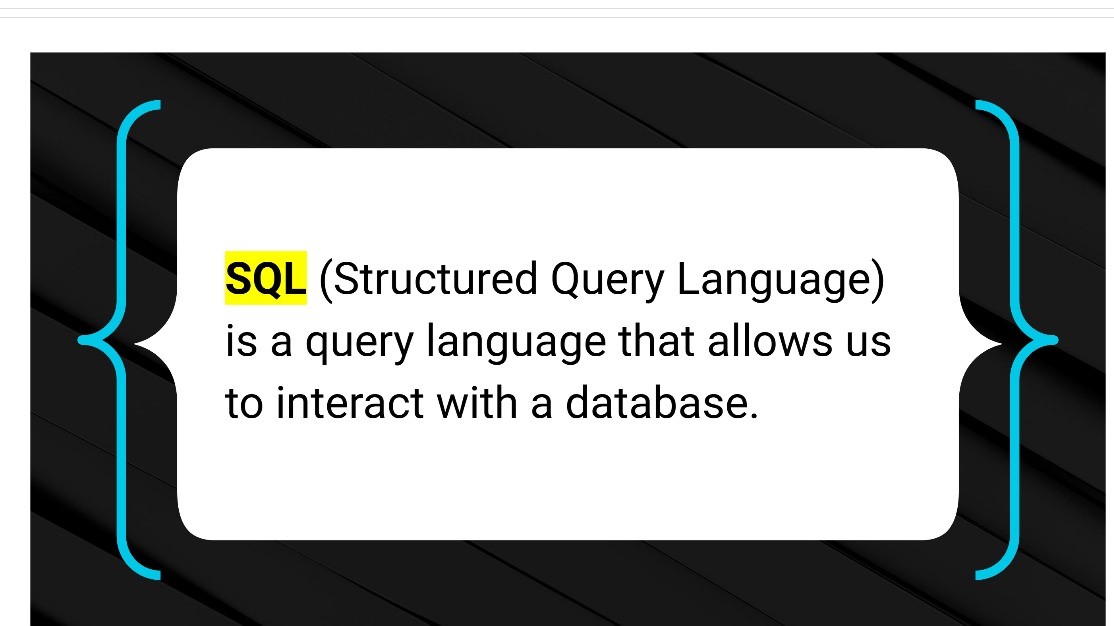 SQL (Structured Query Language)
is a query language that allows us
to interact with a database.